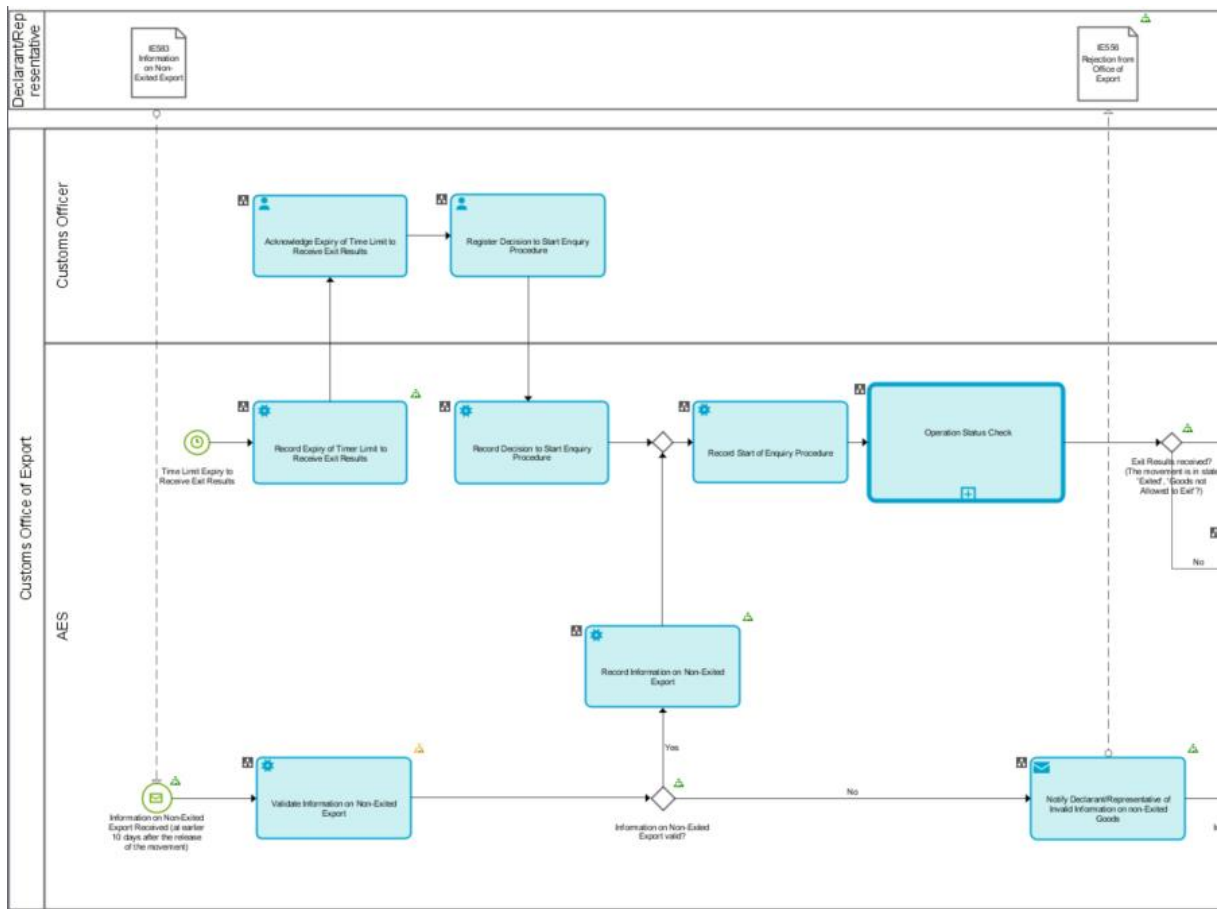 Declarant/Rep
resentative
IE583
Information
on Non-
Exited Export
IE556
Rejection from
Office of
Export
Customs Office of Export
Customs Officer
Acknowledge Expiry of Time Limit to
Receive Exit Results
Register Decision to Start Enquiry
Procedure
AES
Time Limit Expiry to
Receive Exit Results
Record Expiry of Timer Limit to
Receive Exit Results
Record Decision to Start Enquiry
Procedure
Record Start of Enquiry Procedure
Operation Status Check
Exit Results received?
(The movement is in state
'Exited', 'Goods not
Allowed to Exit'?)
No
Record Information on Non-Exited
Export
Yes
Information on Non-Exited
Export Received (at earlier
10 days after the release
of the movement)
Validate Information on Non-Exited
Export
Information on Non-Exited
Export valid?
No
Notify Declarant/Representative of
Invalid Information on non-Exited
Goods